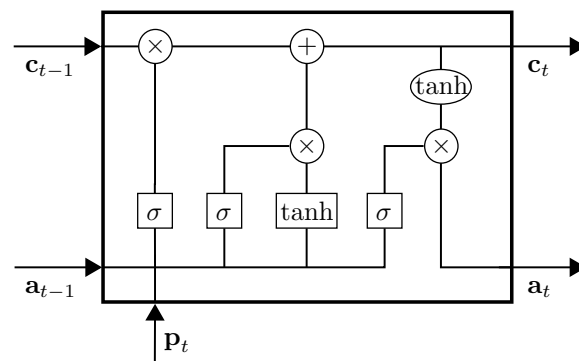 × +
c_{t−1} c_t
tanh
× ×
σ σ tanh σ
a_{t−1} a_t
p_t